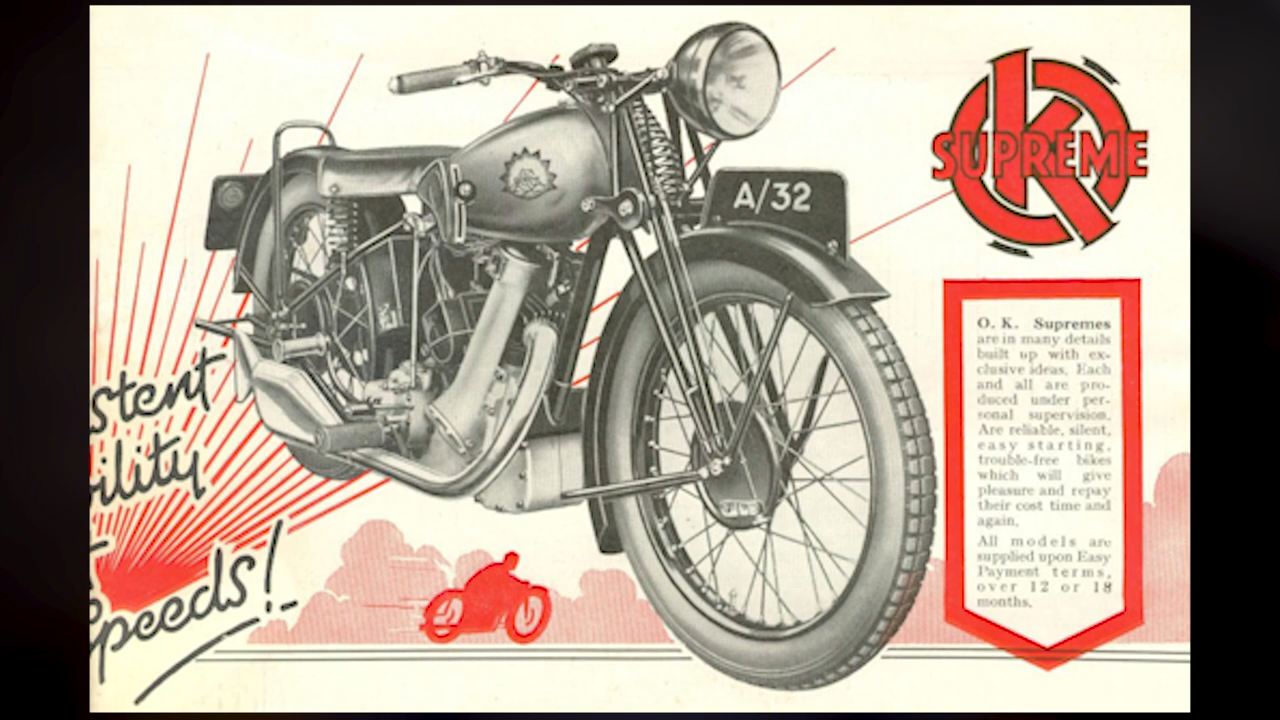 OK
SUPREME
A/32
stent
ility
Speeds!
O. K. Supremes
are in many details
built up with ex-
clusive ideas. Each
and all are pro-
duced under per-
sonal supervision.
Are reliable, silent,
easy starting,
trouble-free bikes
which will give
pleasure and repay
their cost time and
again.
All models are
supplied upon Easy
Payment terms,
over 12 or 18
months.